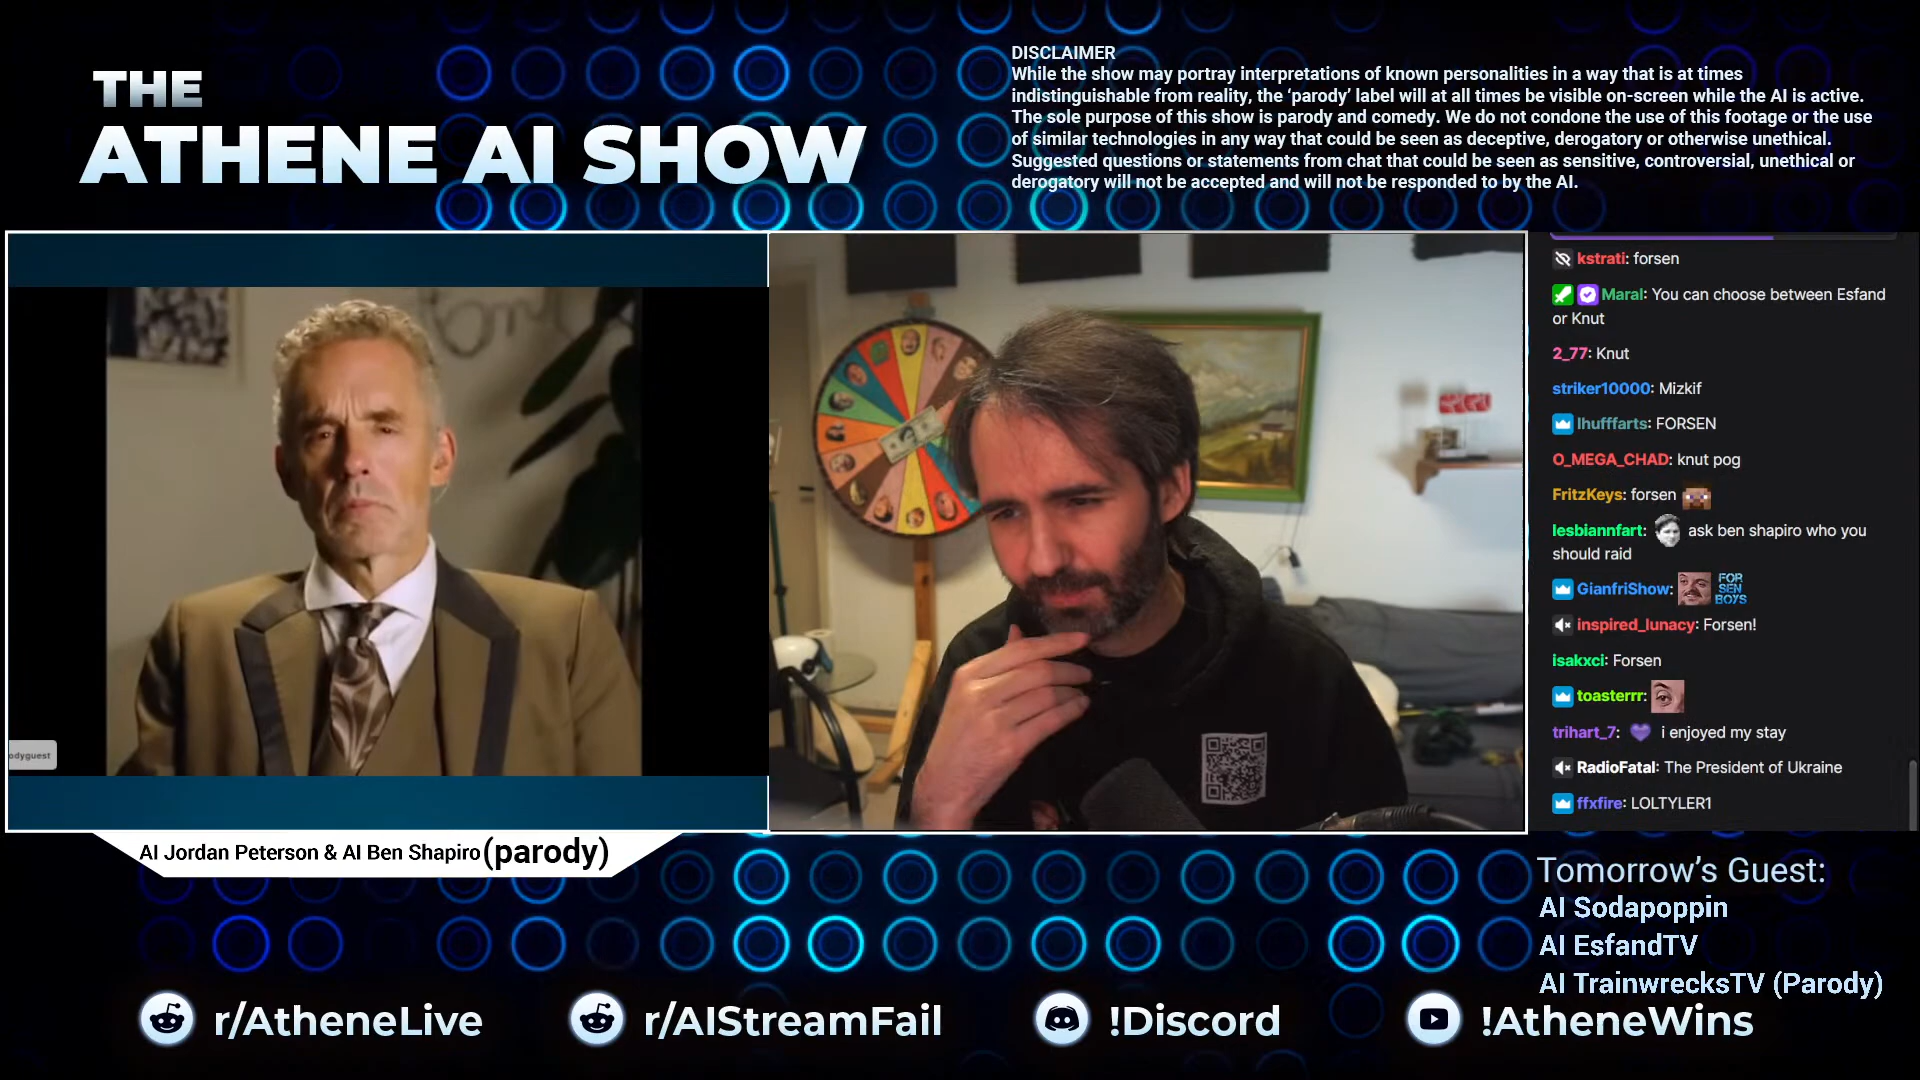 THE
ATHENE AI SHOW
DISCLAIMER
While the show may portray interpretations of known personalities in a way that is at times
indistinguishable from reality, the ‘parody’ label will at all times be visible on-screen while the AI is active.
The sole purpose of this show is parody and comedy. We do not condone the use of this footage or the use
of similar technologies in any way that could be seen as deceptive, derogatory or otherwise unethical.
Suggested questions or statements from chat that could be seen as sensitive, controversial, unethical or
derogatory will not be accepted and will not be responded to by the AI.
odyguest
AI Jordan Peterson & AI Ben Shapiro (parody)
kstrati: forsen
Maral: You can choose between Esfand
or Knut
2_77: Knut
striker10000: Mizkif
lhufffarts: FORSEN
O_MEGA_CHAD: knut pog
FritzKeys: forsen
lesbiannfart: ask ben shapiro who you
should raid
GianfriShow: FOR
SEN
BOYS
inspired_lunacy: Forsen!
isakxci: Forsen
toasterrr:
trihart_7: i enjoyed my stay
RadioFatal: The President of Ukraine
ffxfire: LOLTYLER1
Tomorrow’s Guest:
AI Sodapoppin
AI EsfandTV
AI TrainwrecksTV (Parody)
r/AtheneLive
r/AIStreamFail
!Discord
!AtheneWins